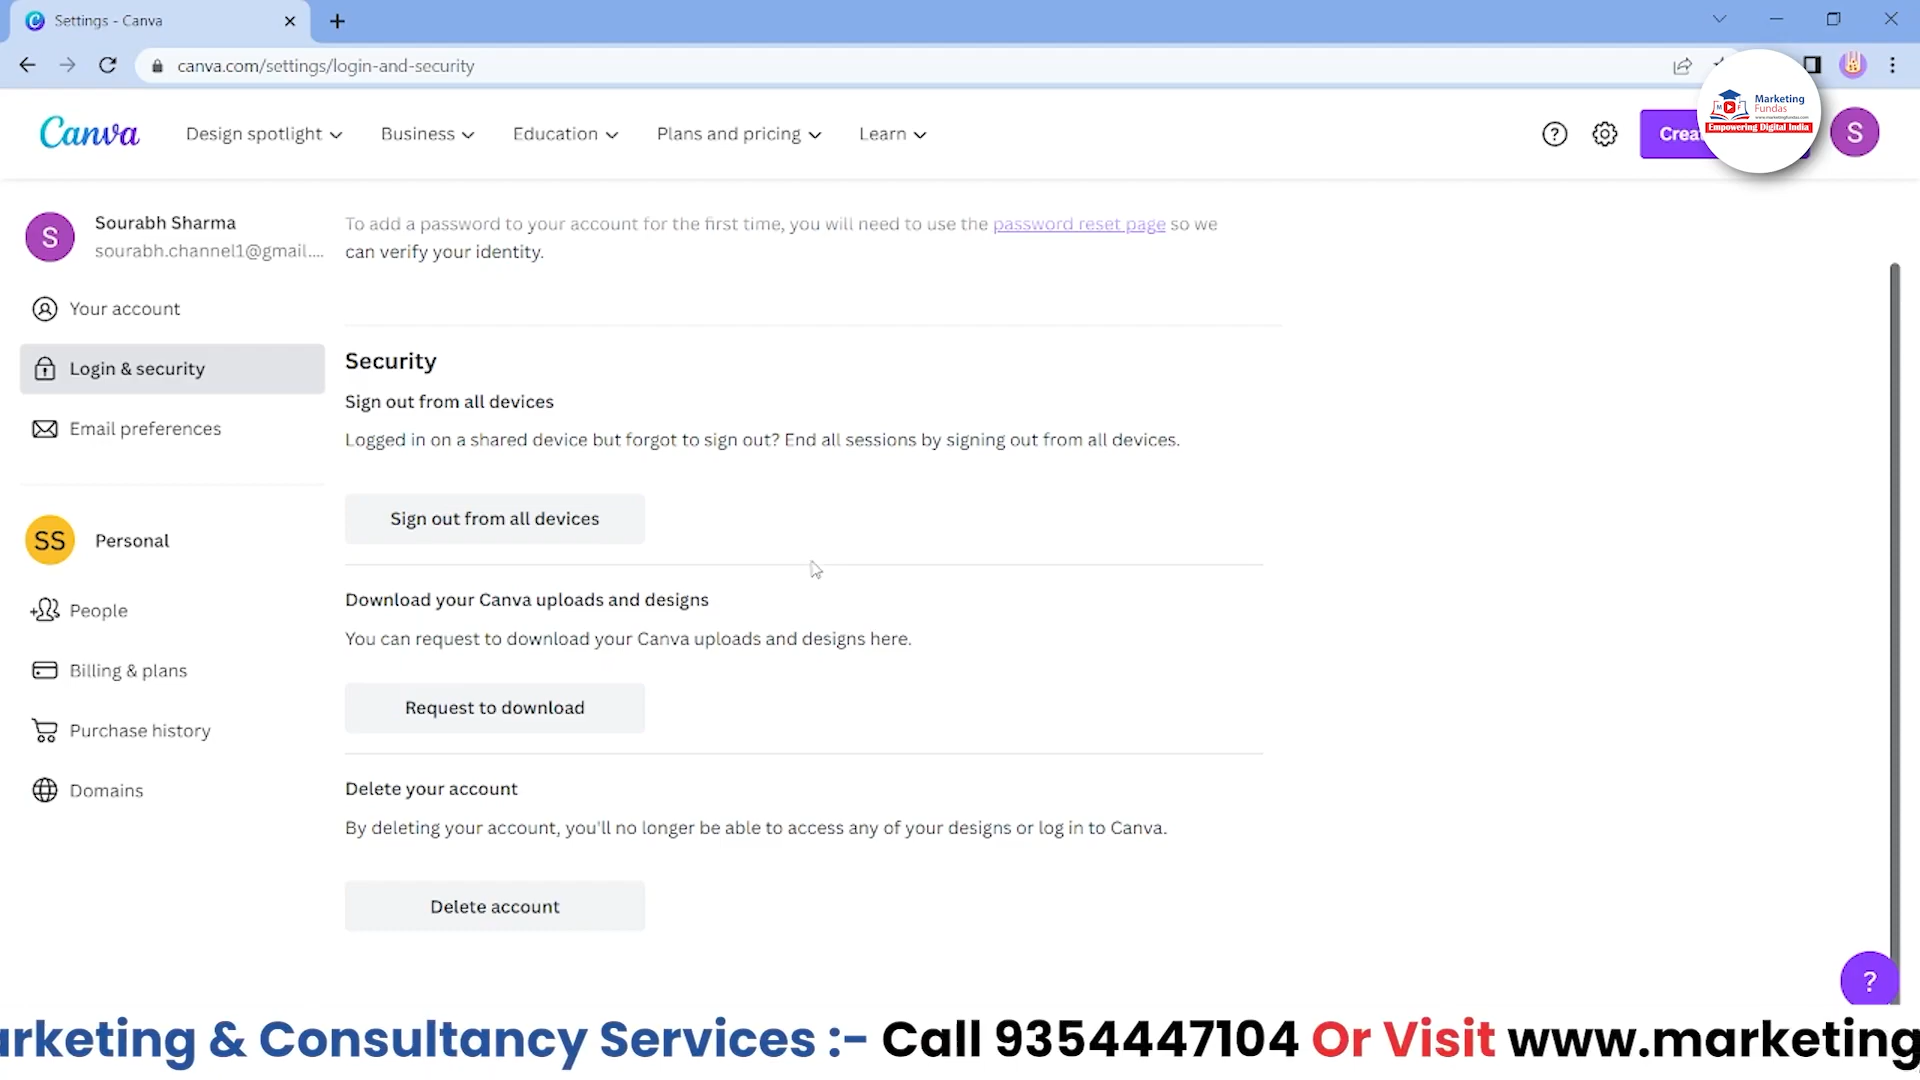 Settings - Canva
canva.com/settings/login-and-security
Marketing
Fundas
Empowering Digital India
Canva
Design spotlight
Business
Education
Plans and pricing
Learn
S
S
Sourabh Sharma
sourabh.channel1@gmail....
Your account
Login & security
Email preferences
SS
Personal
People
Billing & plans
Purchase history
Domains
To add a password to your account for the first time, you will need to use the password reset page so we
can verify your identity.
Security
Sign out from all devices
Logged in on a shared device but forgot to sign out? End all sessions by signing out from all devices.
Sign out from all devices
Download your Canva uploads and designs
You can request to download your Canva uploads and designs here.
Request to download
Delete your account
By deleting your account, you'll no longer be able to access any of your designs or log in to Canva.
Delete account
?
arketing & Consultancy Services :- Call 9354447104 Or Visit www.marketing